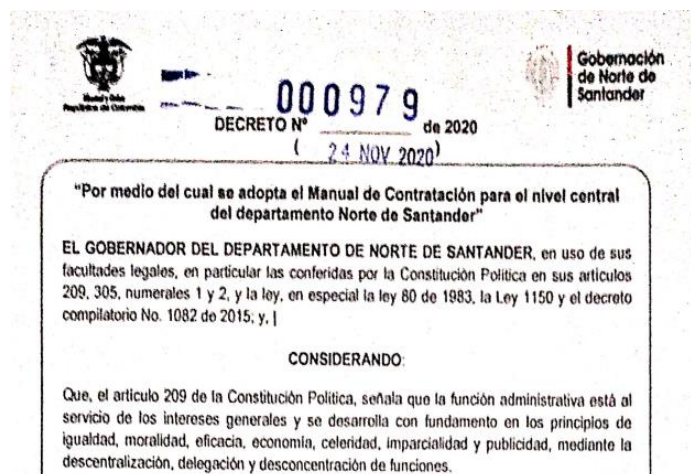 Libertad y Orden
República de Colombia
Gobernación
de Norte de
Santander
000979
DECRETO Nº de 2020
( 24 NOV 2020)
"Por medio del cual se adopta el Manual de Contratación para el nivel central
del departamento Norte de Santander"
EL GOBERNADOR DEL DEPARTAMENTO DE NORTE DE SANTANDER, en uso de sus
facultades legales, en particular las conferidas por la Constitución Política en sus artículos
209, 305, numerales 1 y 2, y la ley, en especial la ley 80 de 1983, la Ley 1150 y el decreto
compilatorio No. 1082 de 2015; y, |
CONSIDERANDO:
Que, el artículo 209 de la Constitución Política, señala que la función administrativa está al
servicio de los intereses generales y se desarrolla con fundamento en los principios de
igualdad, moralidad, eficacia, economía, celeridad, imparcialidad y publicidad, mediante la
descentralización, delegación y desconcentración de funciones.